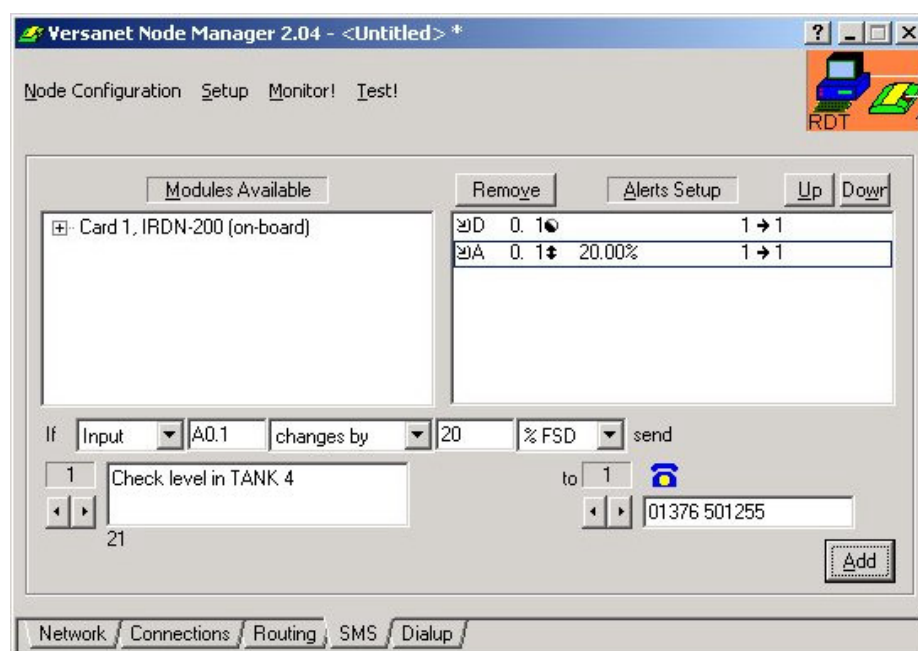 Versanet Node Manager 2.04 - <Untitled> *
Node Configuration Setup Monitor! Test!
RDT
Modules Available Remove Alerts Setup Up Down
Card 1, IRDN-200 (on-board)
D 0. 1 1 → 1
A 0. 1 20.00% 1 → 1
If Input A0.1 changes by 20 % FSD send
1 Check level in TANK 4 to 1
01376 501255
21
Add
Network Connections Routing SMS Dialup